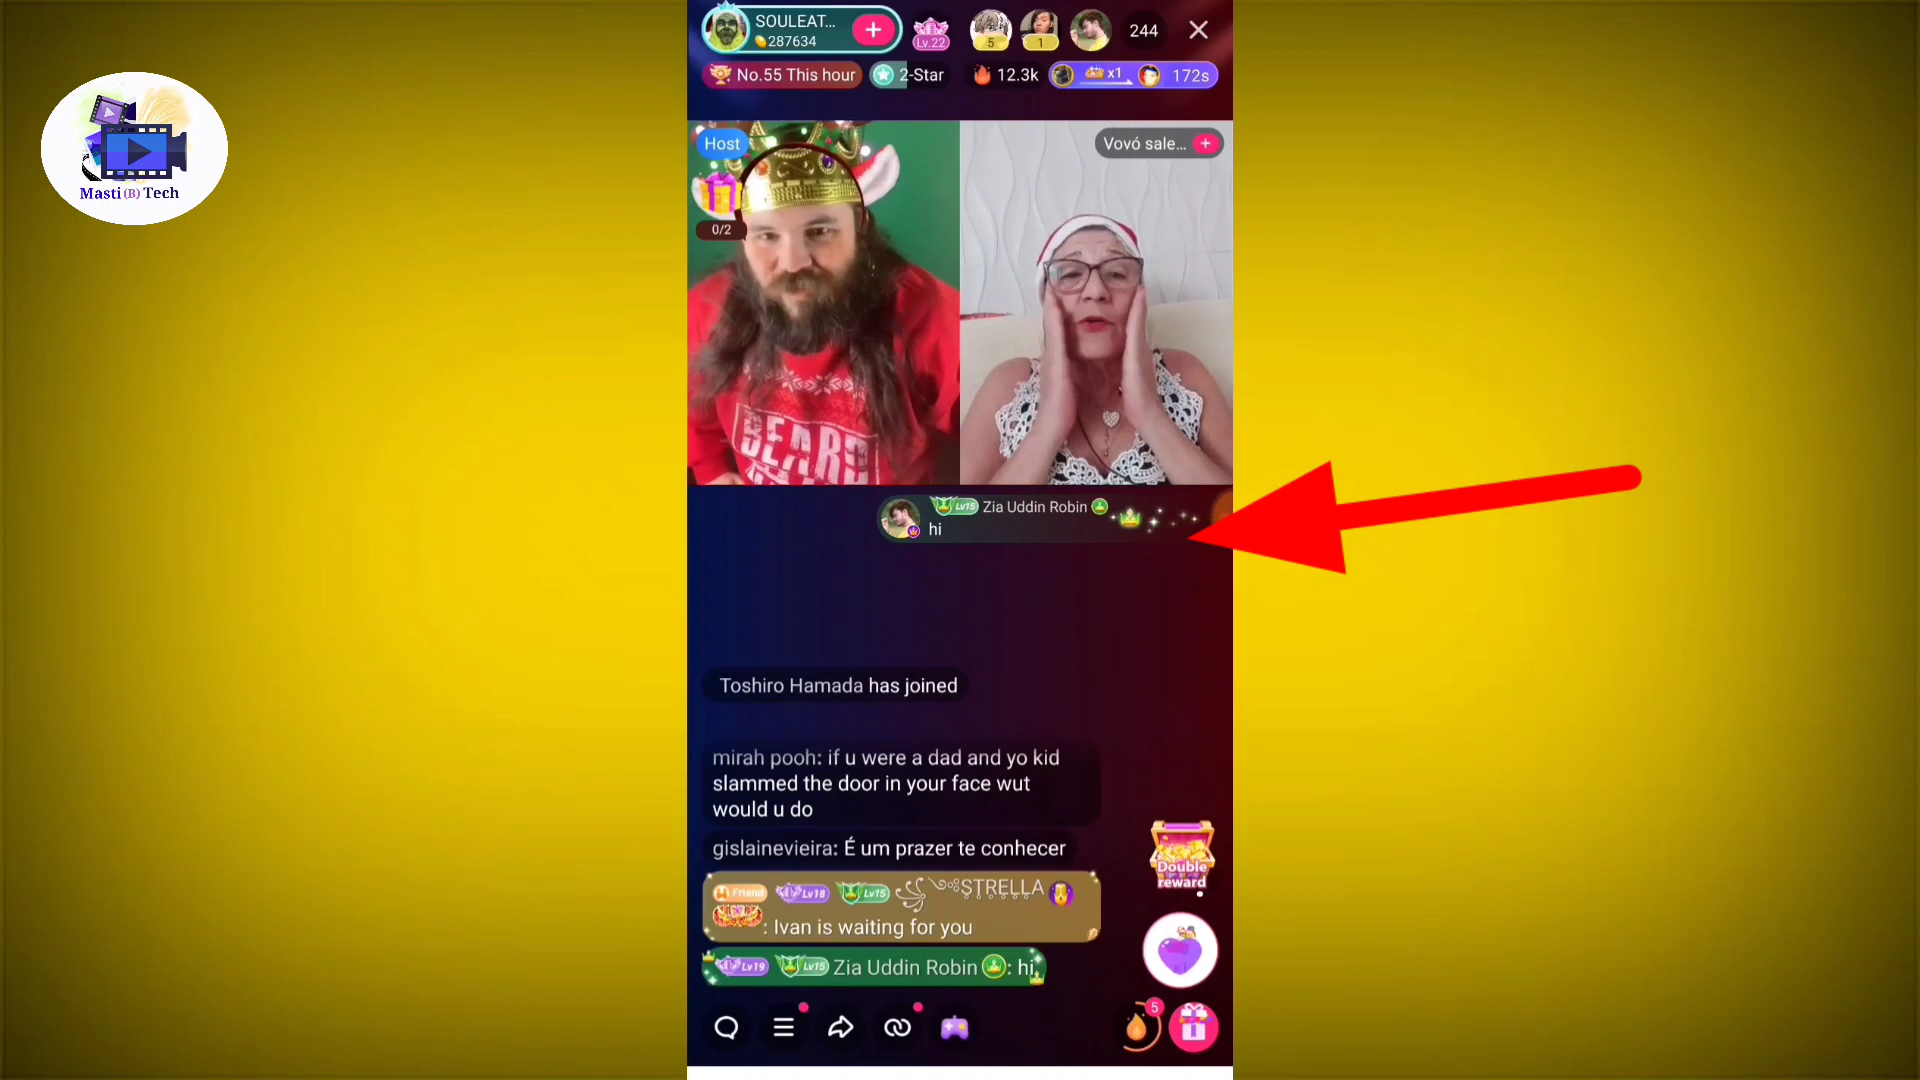 SOULEAT...
287634
Lv.22
5
1
244
No.55 This hour
2-Star
12.3k
x1
172s
Masti (B) Tech
Host
Vovó sale...
0/2
BEARD
Lv15 Zia Uddin Robin
hi
Toshiro Hamada has joined
mirah pooh: if u were a dad and yo kid
slammed the door in your face wut
would u do
gislainevieira: É um prazer te conhecer
Friend Lv18 Lv15 ꧁༺ṢṬṚẸḶḶẠ
: Ivan is waiting for you
Double
reward
Lv19 Lv15 Zia Uddin Robin : hi
5